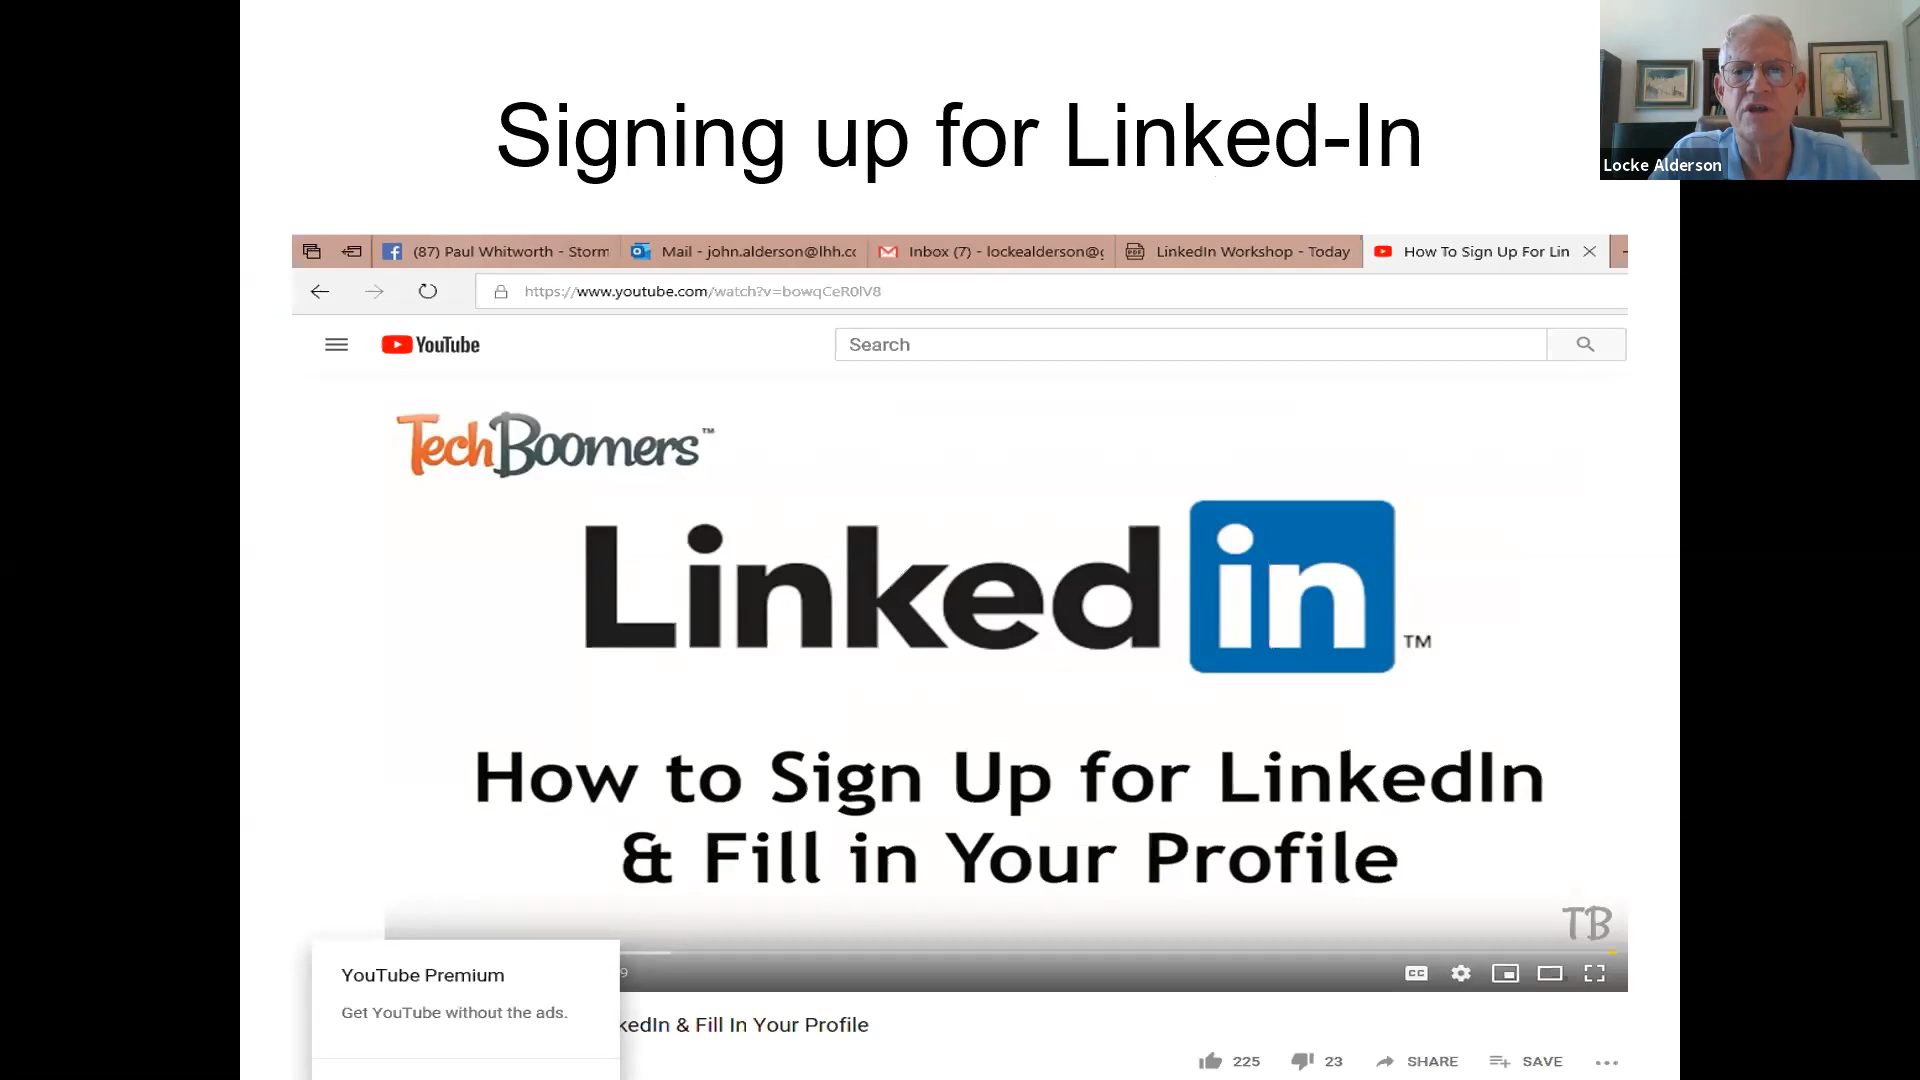 Signing up for Linked-In
Locke Alderson
(87) Paul Whitworth - Storm
Mail - john.alderson@lhh.cc
Inbox (7) - lockealderson@g
LinkedIn Workshop - Today
How To Sign Up For Lin
https://www.youtube.com/watch?v=bowqCeR0lV8
YouTube
Search
TechBoomers™
Linked in™
How to Sign Up for LinkedIn
& Fill in Your Profile
TB
9
CC
YouTube Premium
Get YouTube without the ads.
kedIn & Fill In Your Profile
225
23
SHARE
SAVE